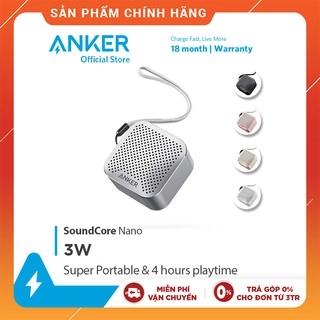 SẢN PHẨM CHÍNH HÃNG
ANKER
Official Store
Charge Fast, Live More
18 month | Warranty
ANKER
SoundCore Nano
3W
Super Portable & 4 hours playtime
MIỄN PHÍ
VẬN CHUYỂN
0%
TRẢ GÓP 0%
CHO ĐƠN TỪ 3TR